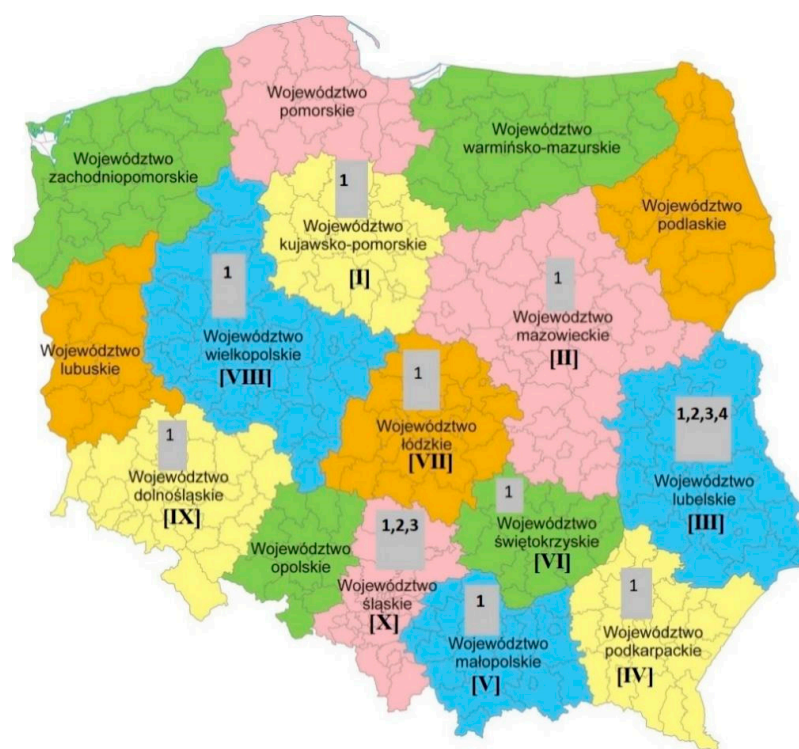 Województwo
pomorskie
Województwo
warmińsko-mazurskie
Województwo
zachodniopomorskie
1
Województwo
kujawsko-pomorskie
[I]
Województwo
podlaskie
1
Województwo
wielkopolskie
[VIII]
1
Województwo
mazowieckie
[II]
Województwo
lubuskie
1
Województwo
łódzkie
[VII]
1,2,3,4
Województwo
lubelskie
[III]
1
Województwo
dolnośląskie
[IX]
1
Województwo
świętokrzyskie
[VI]
Województwo
opolskie
1,2,3
Województwo
śląskie
[X]
1
Województwo
małopolskie
[V]
1
Województwo
podkarpackie
[IV]